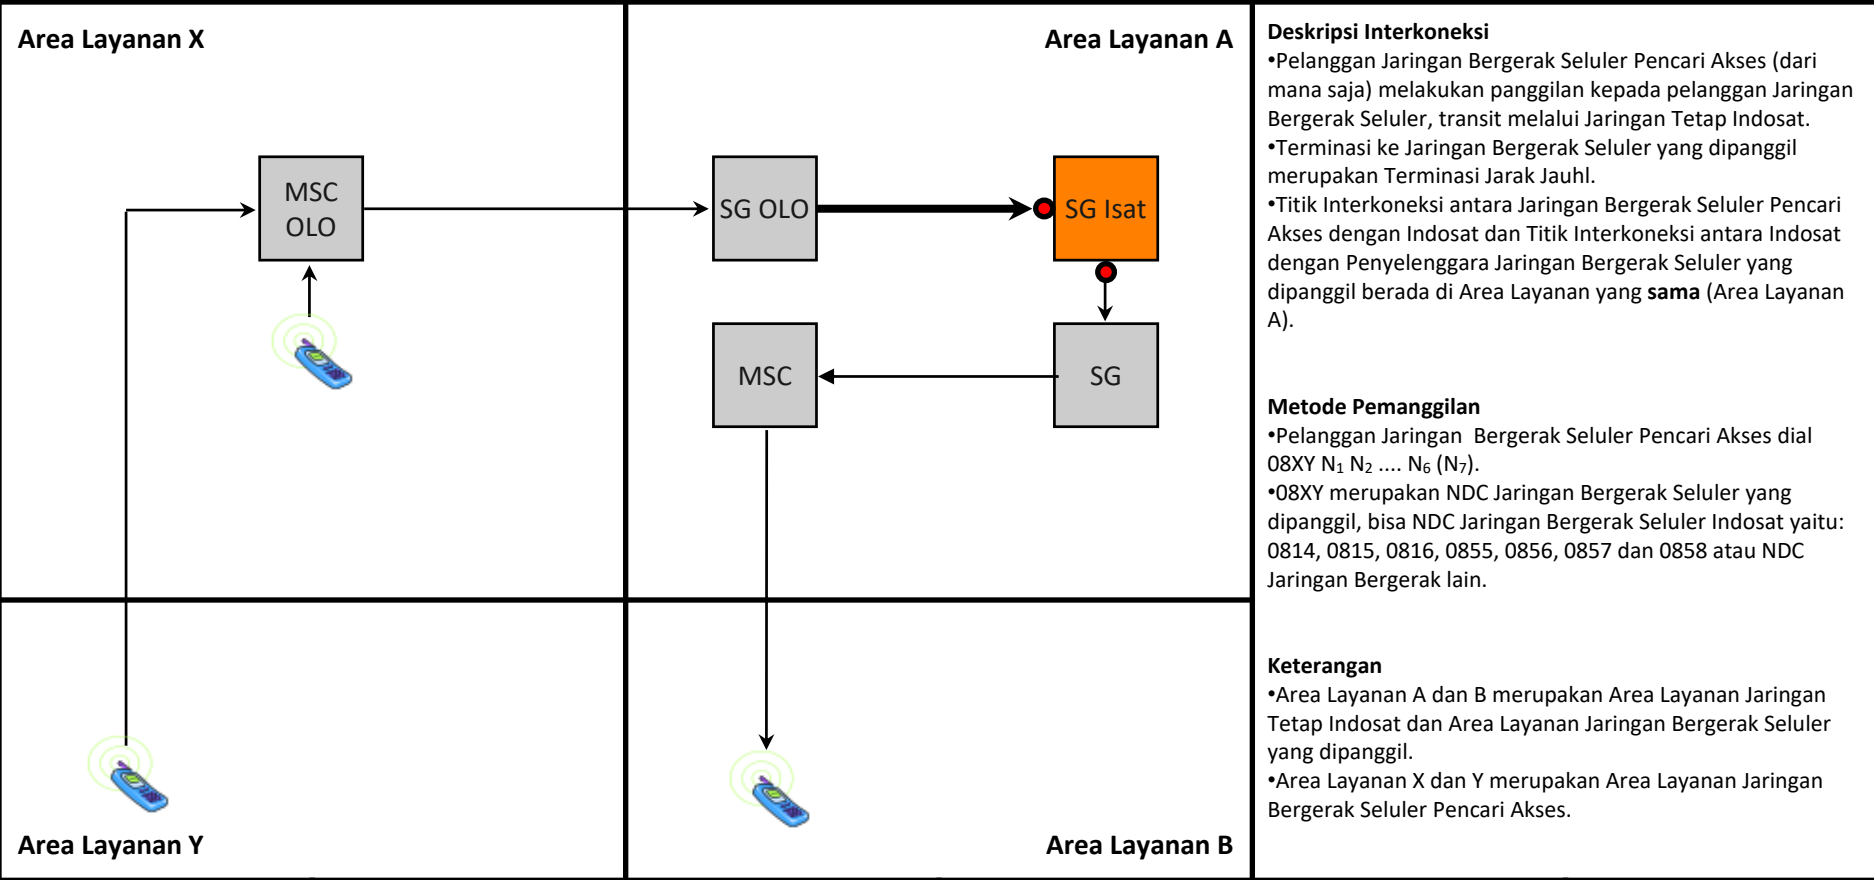 Area Layanan X
Area Layanan A
MSC
OLO
SG OLO
SG Isat
MSC
SG
Area Layanan Y
Area Layanan B
Deskripsi Interkoneksi
•Pelanggan Jaringan Bergerak Seluler Pencari Akses (dari
mana saja) melakukan panggilan kepada pelanggan Jaringan
Bergerak Seluler, transit melalui Jaringan Tetap Indosat.
•Terminasi ke Jaringan Bergerak Seluler yang dipanggil
merupakan Terminasi Jarak Jauhl.
•Titik Interkoneksi antara Jaringan Bergerak Seluler Pencari
Akses dengan Indosat dan Titik Interkoneksi antara Indosat
dengan Penyelenggara Jaringan Bergerak Seluler yang
dipanggil berada di Area Layanan yang sama (Area Layanan
A).
Metode Pemanggilan
•Pelanggan Jaringan  Bergerak Seluler Pencari Akses dial
08XY N₁ N₂ .... N₆ (N₇).
•08XY merupakan NDC Jaringan Bergerak Seluler yang
dipanggil, bisa NDC Jaringan Bergerak Seluler Indosat yaitu:
0814, 0815, 0816, 0855, 0856, 0857 dan 0858 atau NDC
Jaringan Bergerak lain.
Keterangan
•Area Layanan A dan B merupakan Area Layanan Jaringan
Tetap Indosat dan Area Layanan Jaringan Bergerak Seluler
yang dipanggil.
•Area Layanan X dan Y merupakan Area Layanan Jaringan
Bergerak Seluler Pencari Akses.